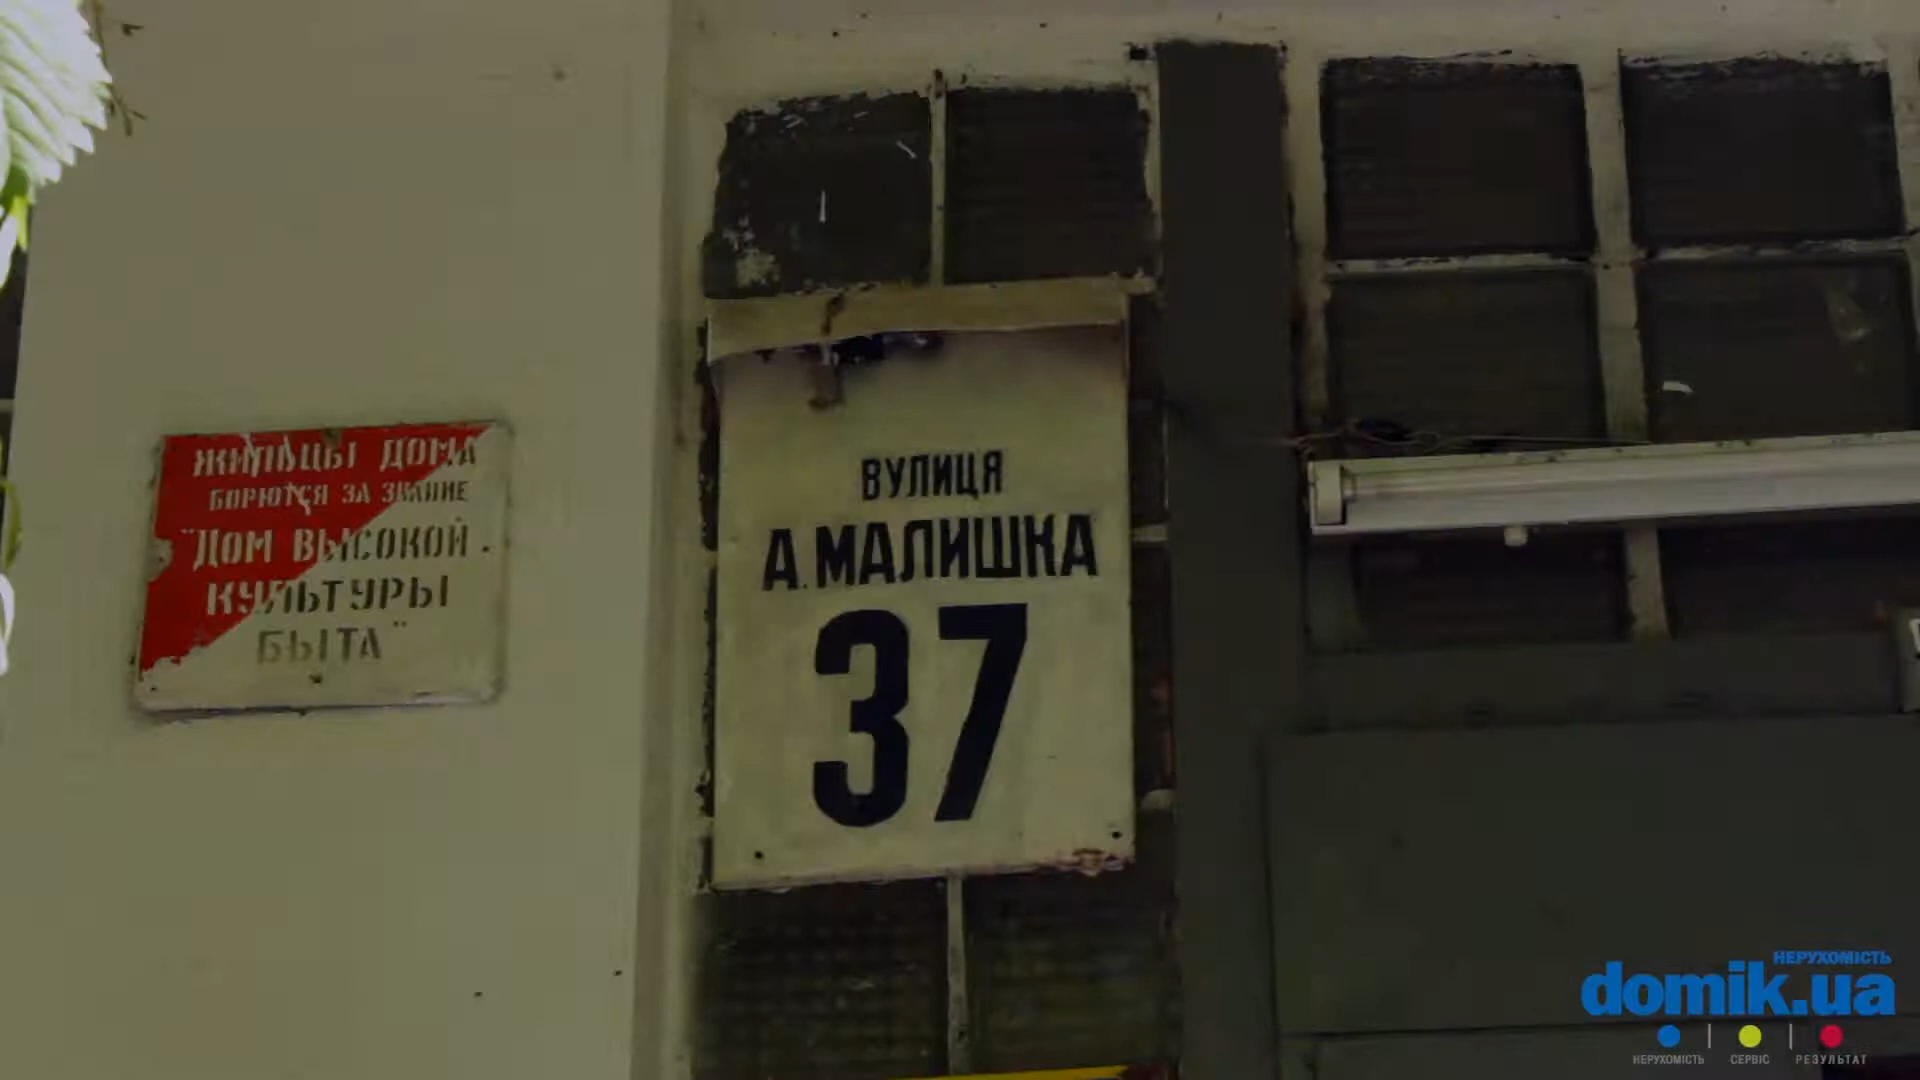 ЖИЛЬЦЫ ДОМА
БОРЮТСЯ ЗА ЗВАНИЕ
"ДОМ ВЫСОКОЙ
КУЛЬТУРЫ
БЫТА"
ВУЛИЦЯ
А.МАЛИШКА
37
НЕРУХОМІСТЬ
domik.ua
НЕРУХОМІСТЬ | СЕРВІС | РЕЗУЛЬТАТ